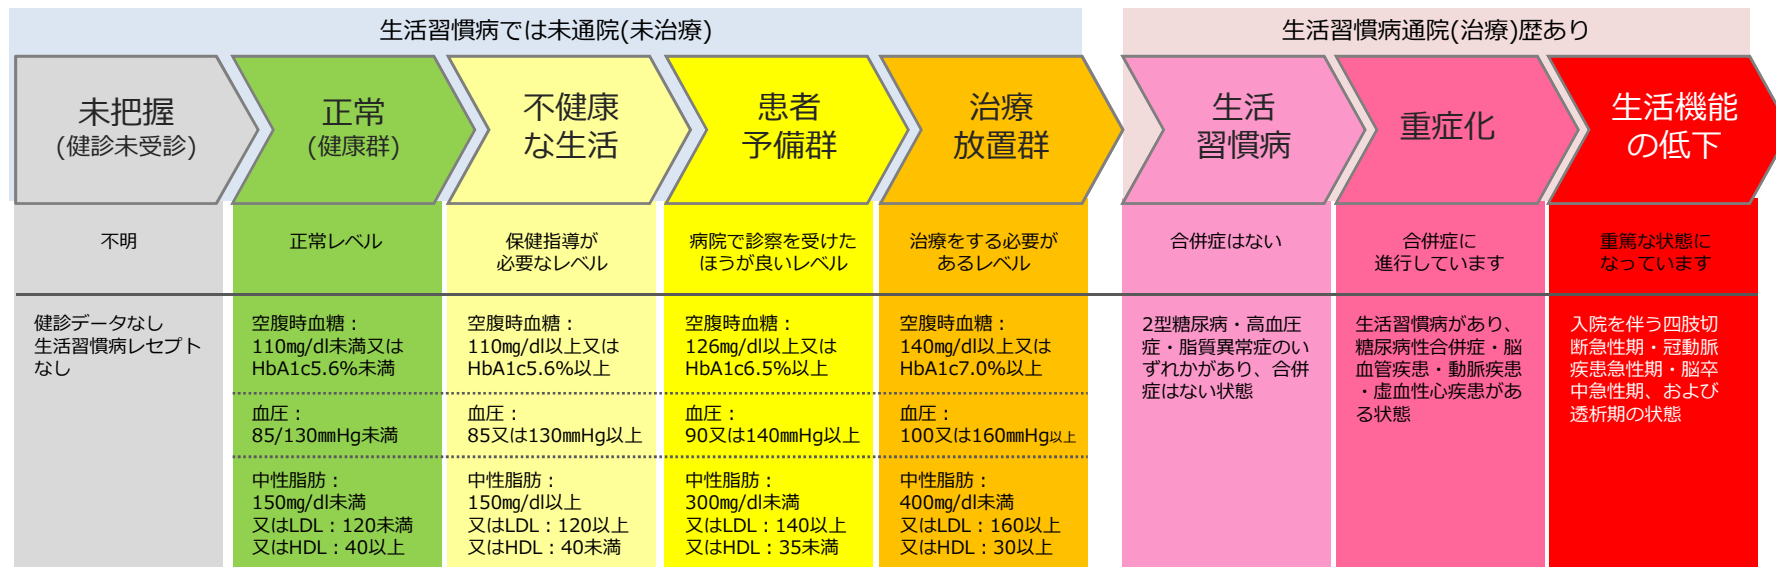 生活習慣病では未通院(未治療)
生活習慣病通院(治療)歴あり
未把握
(健診未受診)
正常
(健康群)
不健康
な生活
患者
予備群
治療
放置群
生活
習慣病
重症化
生活機能
の低下
不明
正常レベル
保健指導が
必要なレベル
病院で診察を受けた
ほうが良いレベル
治療をする必要が
あるレベル
合併症はない
合併症に
進行しています
重篤な状態に
なっています
健診データなし
生活習慣病レセプト
なし
空腹時血糖：
110㎎/dl未満又は
HbA1c5.6%未満
血圧：
85/130㎜Hg未満
中性脂肪：
150㎎/dl未満
又はLDL：120未満
又はHDL：40以上
空腹時血糖：
110㎎/dl以上又は
HbA1c5.6%以上
血圧：
85又は130㎜Hg以上
中性脂肪：
150㎎/dl以上
又はLDL：120以上
又はHDL：40未満
空腹時血糖：
126㎎/dl以上又は
HbA1c6.5%以上
血圧：
90又は140㎜Hg以上
中性脂肪：
300㎎/dl未満
又はLDL：140以上
又はHDL：35未満
空腹時血糖：
140㎎/dl以上又は
HbA1c7.0%以上
血圧：
100又は160㎜Hg以上
中性脂肪：
400㎎/dl未満
又はLDL：160以上
又はHDL：30以上
2型糖尿病・高血圧
症・脂質異常症のい
ずれかがあり、合併
症はない状態
生活習慣病があり、
糖尿病性合併症・脳
血管疾患・動脈疾患
・虚血性心疾患があ
る状態
入院を伴う四肢切
断急性期・冠動脈
疾患急性期・脳卒
中急性期、および
透析期の状態